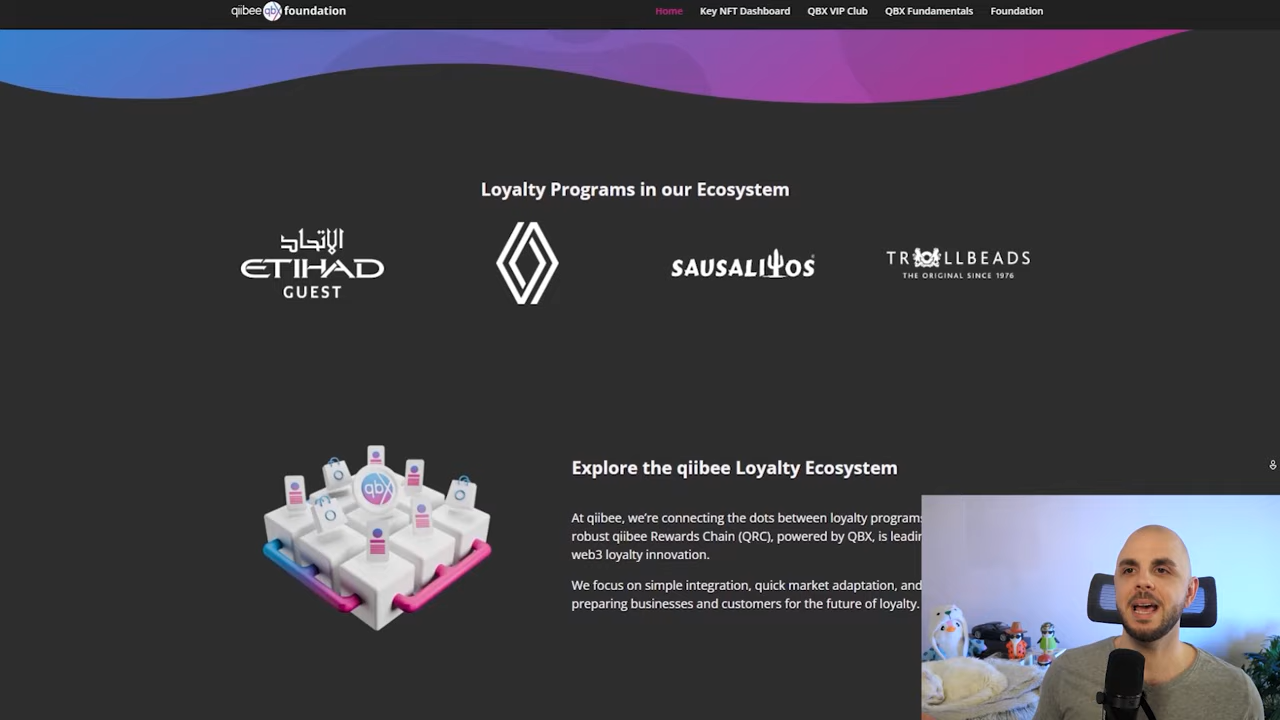 qiibee qbx foundation
Home Key NFT Dashboard QBX VIP Club QBX Fundamentals Foundation
Loyalty Programs in our Ecosystem
الإتحاد
ETIHAD
GUEST
SAUSALITOS
TROLLBEADS
THE ORIGINAL SINCE 1976
qbx
Explore the qiibee Loyalty Ecosystem
At qiibee, we’re connecting the dots between loyalty programs
robust qiibee Rewards Chain (QRC), powered by QBX, is
web3 loyalty innovation.
We focus on simple integration, quick market adaptation, and
preparing businesses and customers for the future of loyalty.